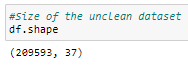 #Size of the unclean dataset
df.shape
(209593, 37)